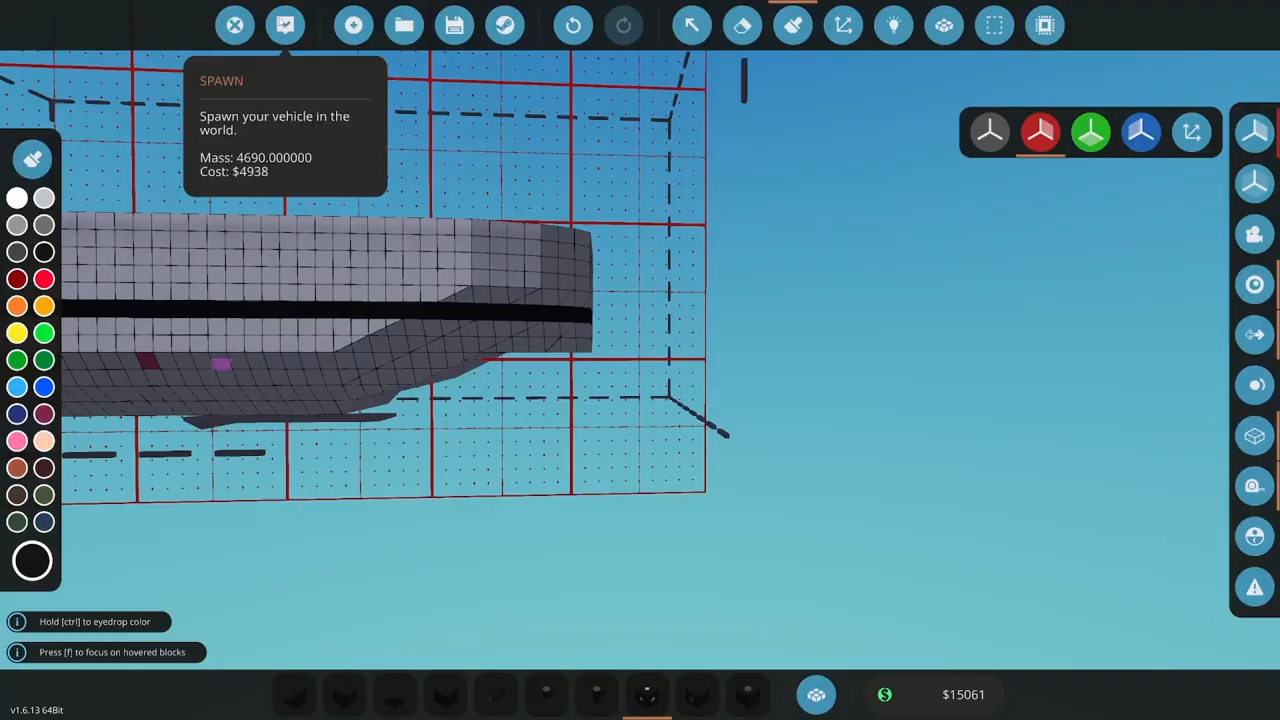 SPAWN
Spawn your vehicle in the
world.
Mass: 4690.000000
Cost: $4938
Hold [ctrl] to eyedrop color
Press [f] to focus on hovered blocks
v1.6.13 64Bit
$15061